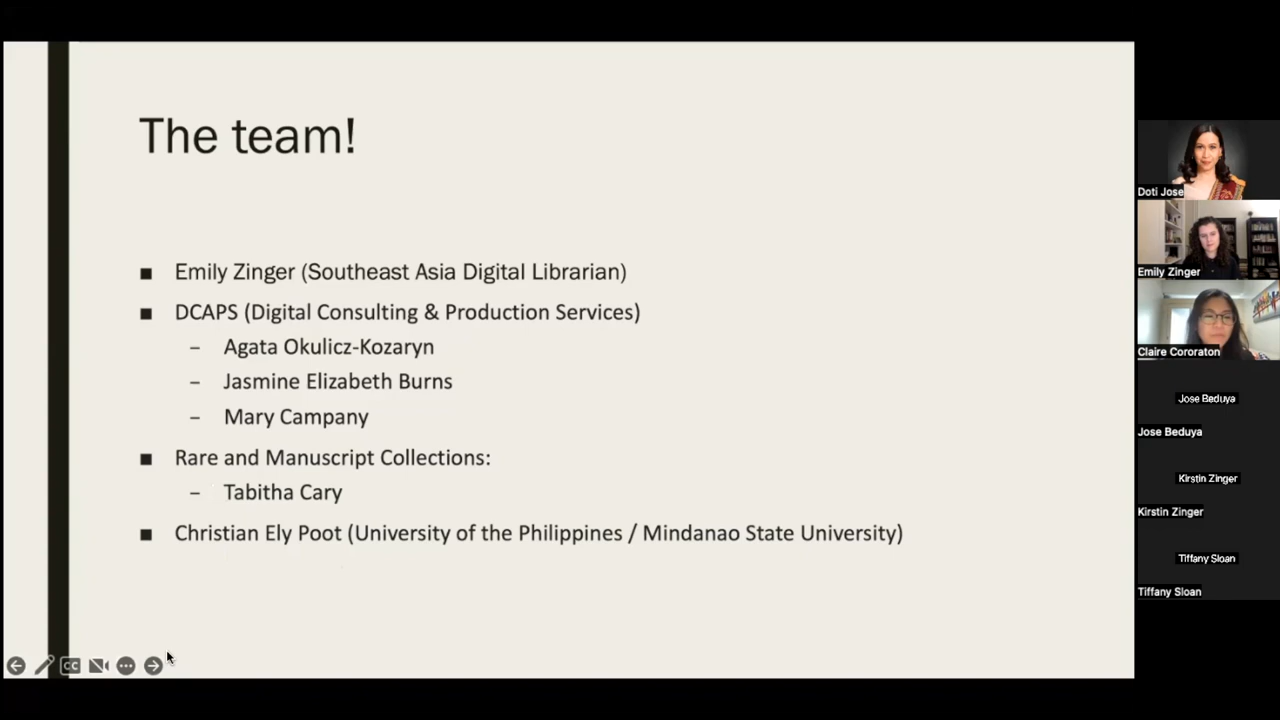 The team!
■ Emily Zinger (Southeast Asia Digital Librarian)
■ DCAPS (Digital Consulting & Production Services)
– Agata Okulicz-Kozaryn
– Jasmine Elizabeth Burns
– Mary Campany
■ Rare and Manuscript Collections:
– Tabitha Cary
■ Christian Ely Poot (University of the Philippines / Mindanao State University)
CC
Doti Jose
Emily Zinger
Claire Cororaton
Jose Beduya
Jose Beduya
Kirstin Zinger
Kirstin Zinger
Tiffany Sloan
Tiffany Sloan